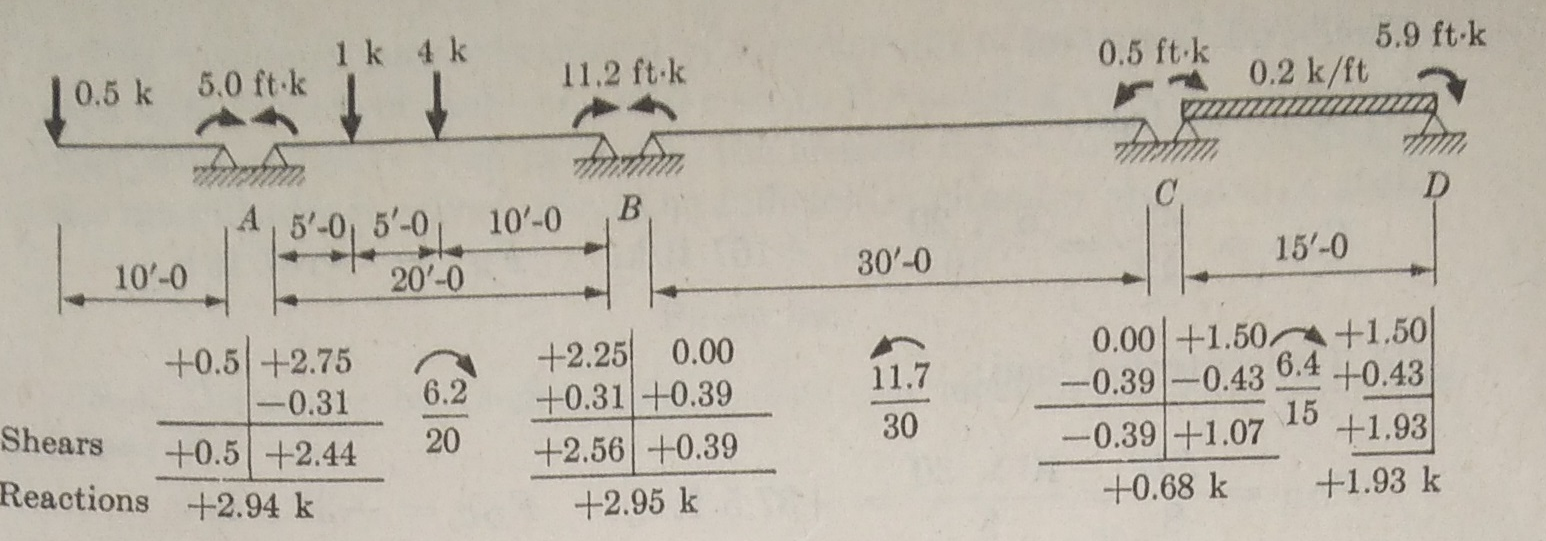 0.5 k 5.0 ft·k 1 k 4 k 11.2 ft·k 0.5 ft·k 0.2 k/ft 5.9 ft·k
A B C D
5′-0 5′-0 10′-0
10′-0 20′-0 30′-0 15′-0
+0.5 +2.75 +2.25 0.00 0.00 +1.50 +1.50
−0.31 6.2 +0.31 +0.39 11.7 −0.39 −0.43 6.4 +0.43
Shears +0.5 +2.44 20 +2.56 +0.39 30 −0.39 +1.07 15 +1.93
Reactions +2.94 k +2.95 k +0.68 k +1.93 k